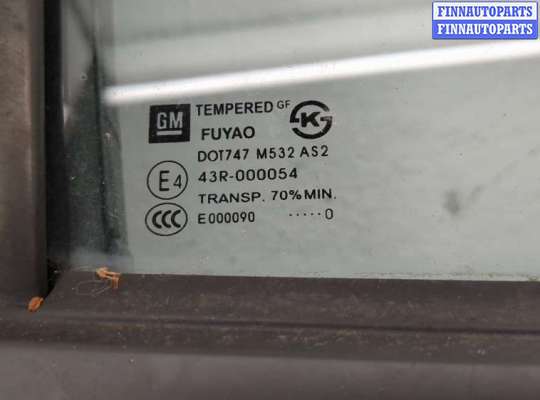 FINNAUTOPARTS
FINNAUTOPARTS
GM TEMPERED GF K
FUYAO
DOT747 M532 AS2
E4 43R-000054
TRANSP. 70% MIN.
CCC E000090 ·····0